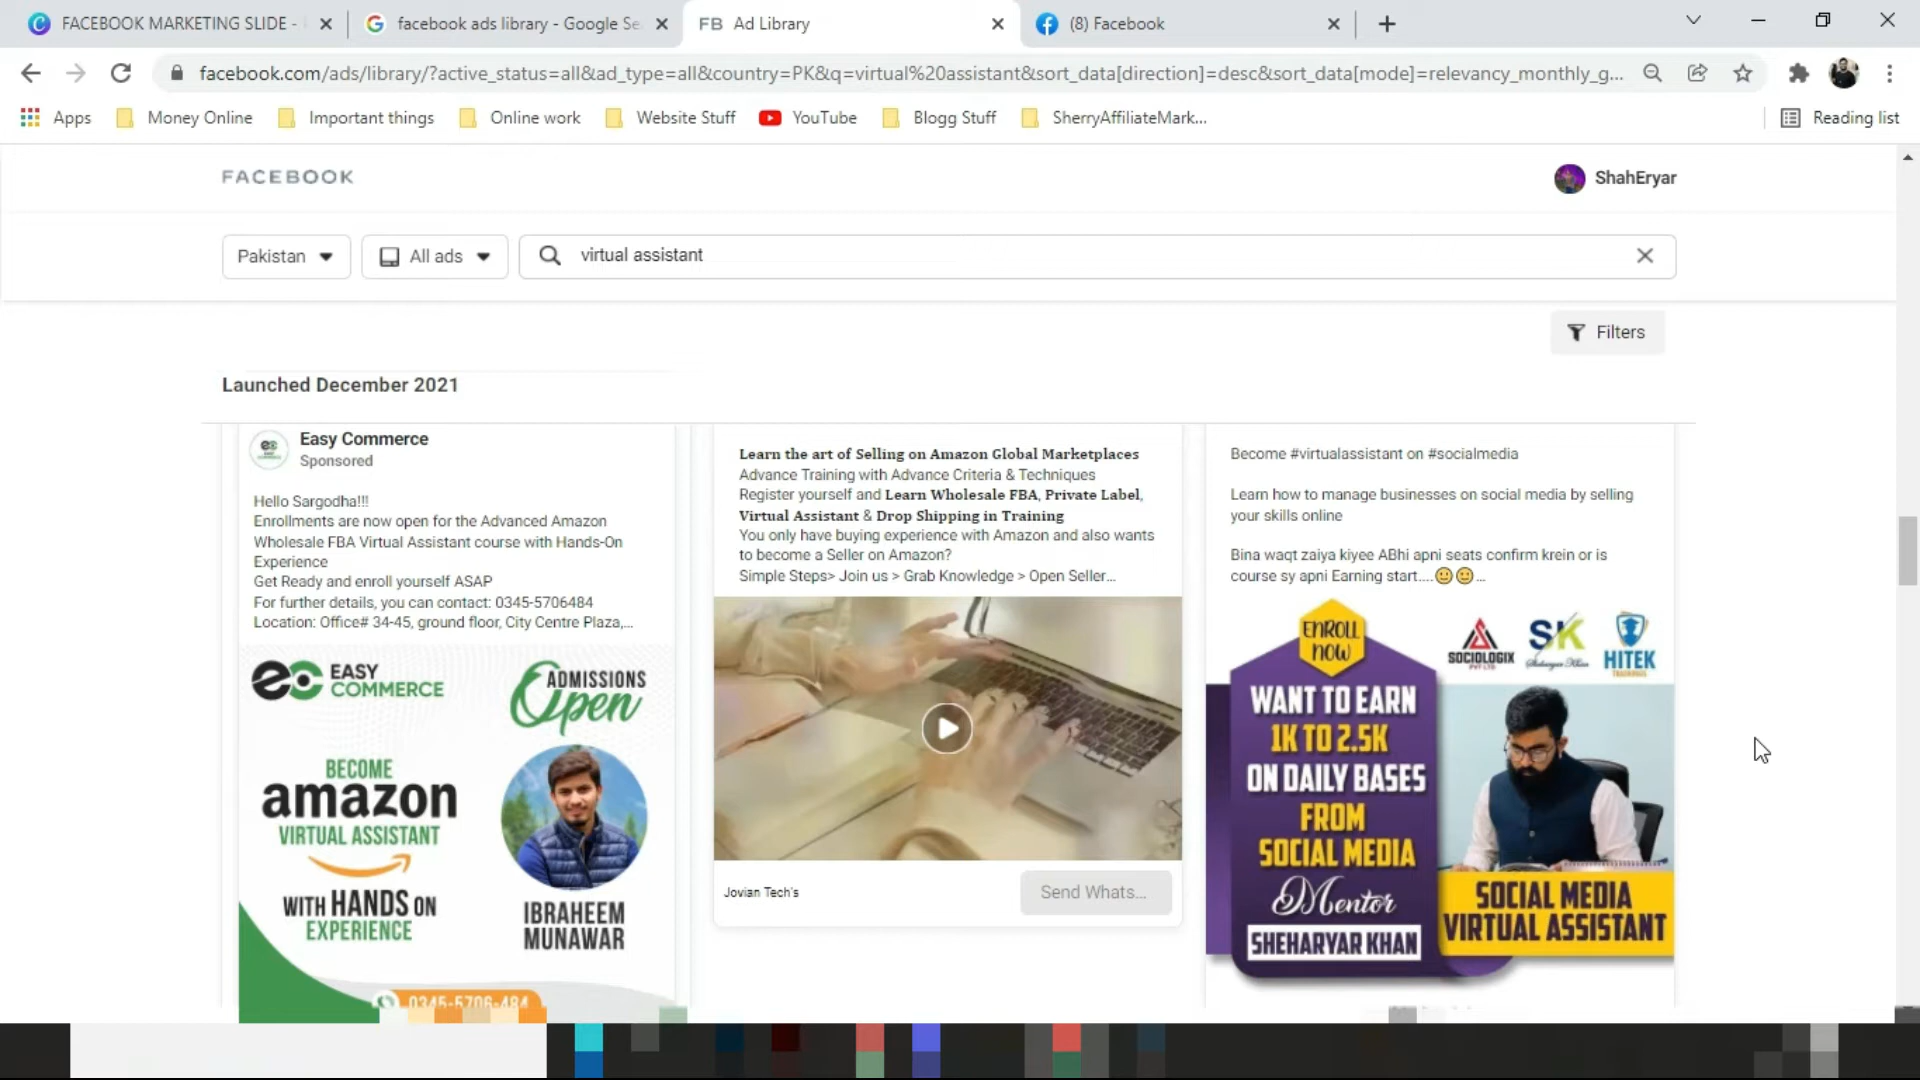 FACEBOOK MARKETING SLIDE -
facebook ads library - Google Se
FB Ad Library
(8) Facebook
facebook.com/ads/library/?active_status=all&ad_type=all&country=PK&q=virtual%20assistant&sort_data[direction]=desc&sort_data[mode]=relevancy_monthly_g...
Apps
Money Online
Important things
Online work
Website Stuff
YouTube
Blogg Stuff
SherryAffiliateMark...
Reading list
FACEBOOK
ShahEryar
Pakistan
All ads
virtual assistant
Filters
Launched December 2021
Easy Commerce
Sponsored
Hello Sargodha!!!
Enrollments are now open for the Advanced Amazon
Wholesale FBA Virtual Assistant course with Hands-On
Experience
Get Ready and enroll yourself ASAP
For further details, you can contact: 0345-5706484
Location: Office# 34-45, ground floor, City Centre Plaza,...
EASY
COMMERCE
ADMISSIONS
Open
BECOME
amazon
VIRTUAL ASSISTANT
WITH HANDS ON
EXPERIENCE
IBRAHEEM
MUNAWAR
0345-5706-484
Learn the art of Selling on Amazon Global Marketplaces
Advance Training with Advance Criteria & Techniques
Register yourself and Learn Wholesale FBA, Private Label,
Virtual Assistant & Drop Shipping in Training
You only have buying experience with Amazon and also wants
to become a Seller on Amazon?
Simple Steps> Join us > Grab Knowledge > Open Seller...
Jovian Tech's
Send Whats...
Become #virtualassistant on #socialmedia
Learn how to manage businesses on social media by selling
your skills online
Bina waqt zaiya kiyee ABhi apni seats confirm krein or is
course sy apni Earning start....🙂🙂...
ENROLL
NOW
SOCIOLOGIX
PVT LTD
SK
Sheharyar Khan
HITEK
TRAININGS
WANT TO EARN
1K TO 2.5K
ON DAILY BASES
FROM
SOCIAL MEDIA
Mentor
SHEHARYAR KHAN
SOCIAL MEDIA
VIRTUAL ASSISTANT